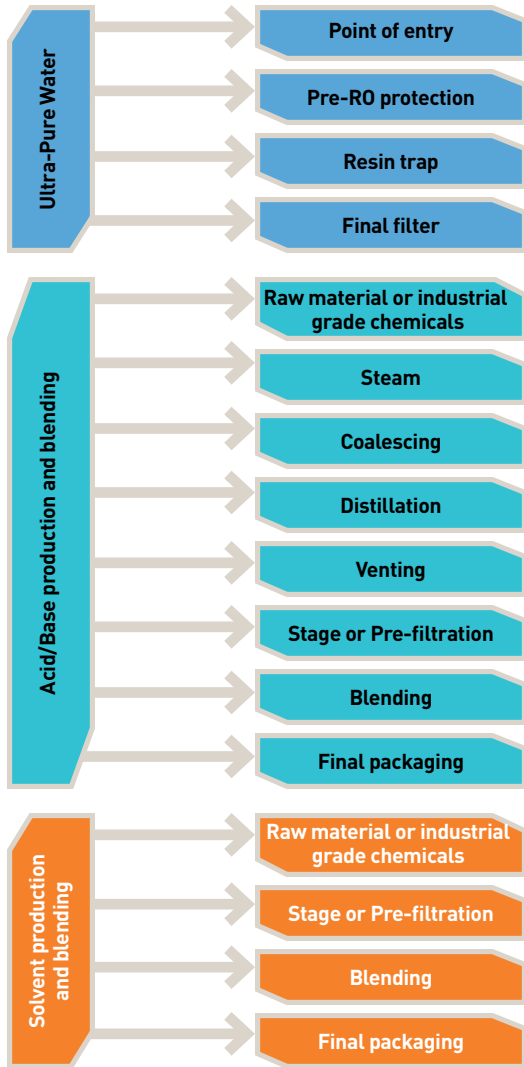 Ultra-Pure Water
Point of entry
Pre-RO protection
Resin trap
Final filter
Acid/Base production and blending
Raw material or industrial
grade chemicals
Steam
Coalescing
Distillation
Venting
Stage or Pre-filtration
Blending
Final packaging
Solvent production
and blending
Raw material or industrial
grade chemicals
Stage or Pre-filtration
Blending
Final packaging